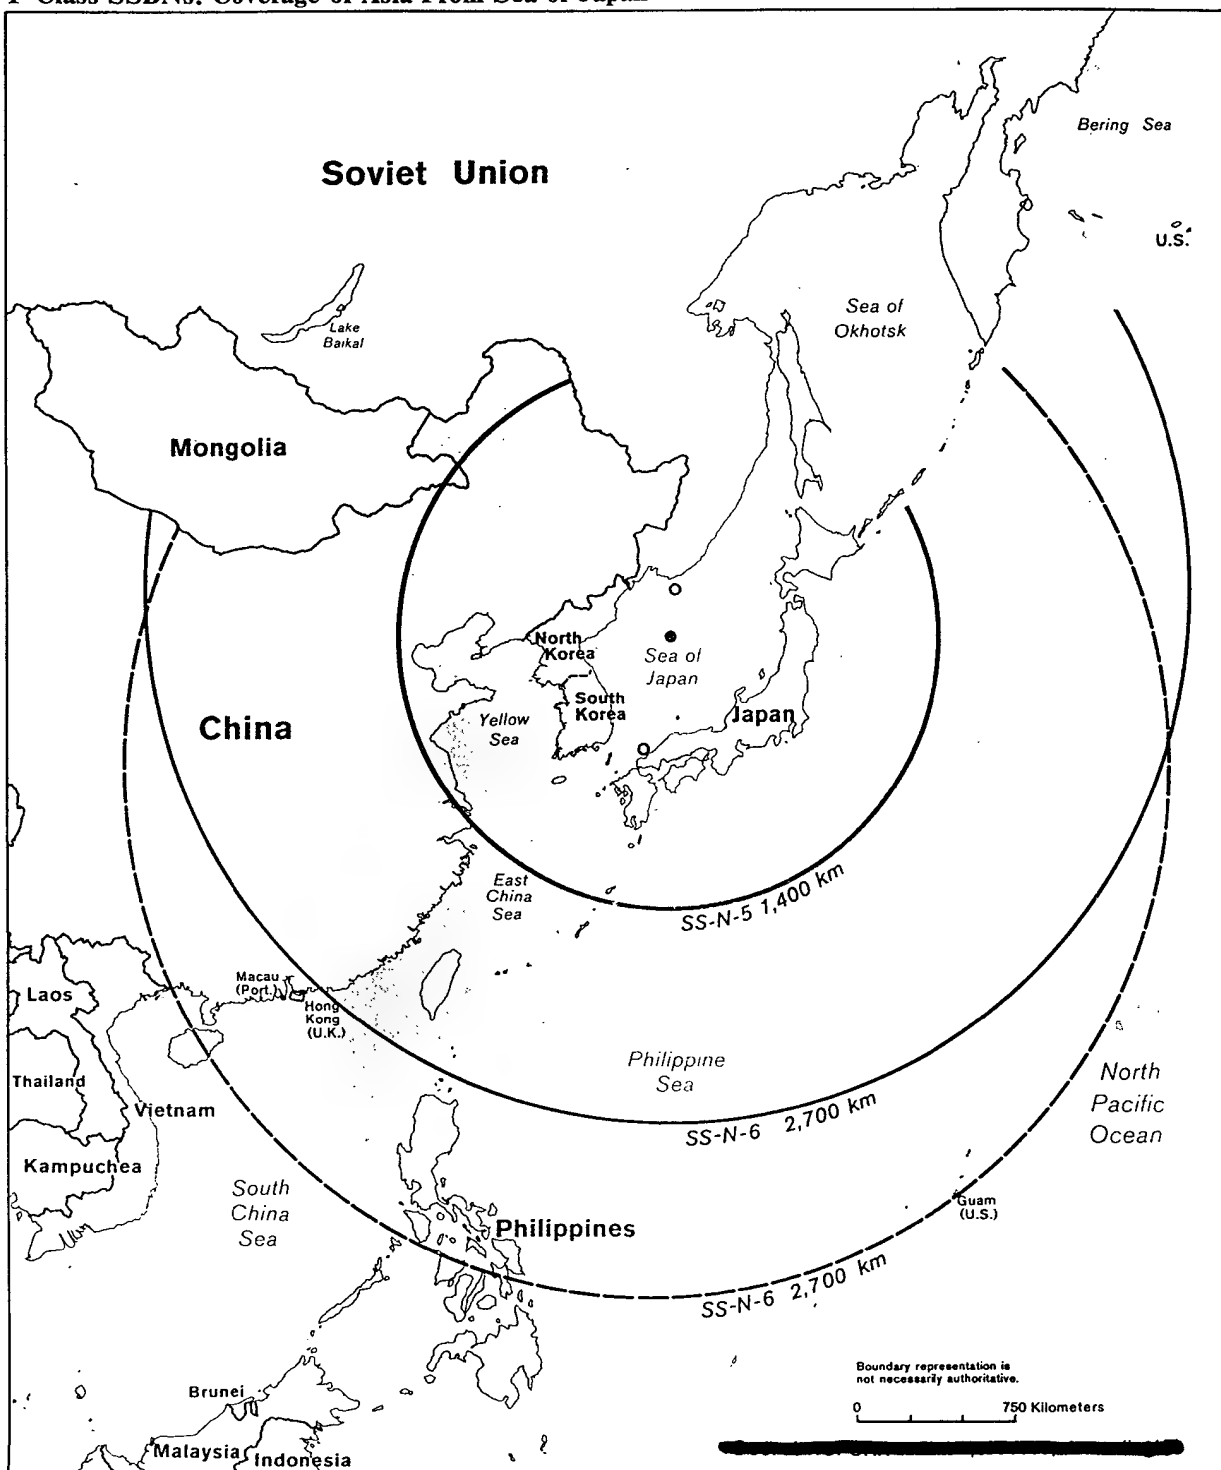 Class SSBNs: Coverage of Asia From Sea of Japan
Bering Sea
Soviet Union
U.S.
Sea of
Okhotsk
Lake
Baikal
Mongolia
North
Korea
Sea of
Japan
South
Korea
Japan
China
Yellow
Sea
East
China
Sea
SS-N-5 1,400 km
Macau
(Port.)
Hong
Kong
(U.K.)
Laos
Philippine
Sea
North
Pacific
Ocean
Thailand
Vietnam
SS-N-6 2,700 km
Kampuchea
South
China
Sea
Guam
(U.S.)
Philippines
SS-N-6 2,700 km
Boundary representation is
not necessarily authoritative.
0 750 Kilometers
Brunei
Malaysia
Indonesia